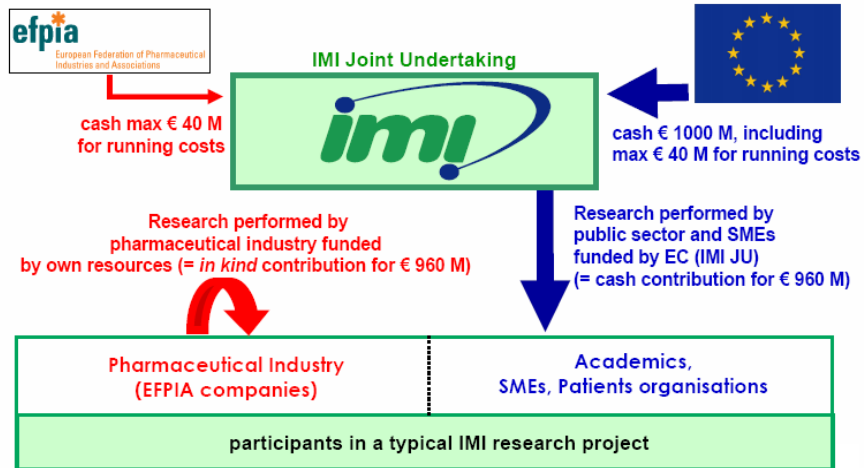 efpia
European Federation of Pharmaceutical
Industries and Associations
IMI Joint Undertaking
imi
cash max € 40 M
for running costs
cash € 1000 M, including
max € 40 M for running costs
Research performed by
pharmaceutical industry funded
by own resources (= in kind contribution for € 960 M)
Research performed by
public sector and SMEs
funded by EC (IMI JU)
(= cash contribution for € 960 M)
Pharmaceutical Industry
(EFPIA companies)
Academics,
SMEs, Patients organisations
participants in a typical IMI research project